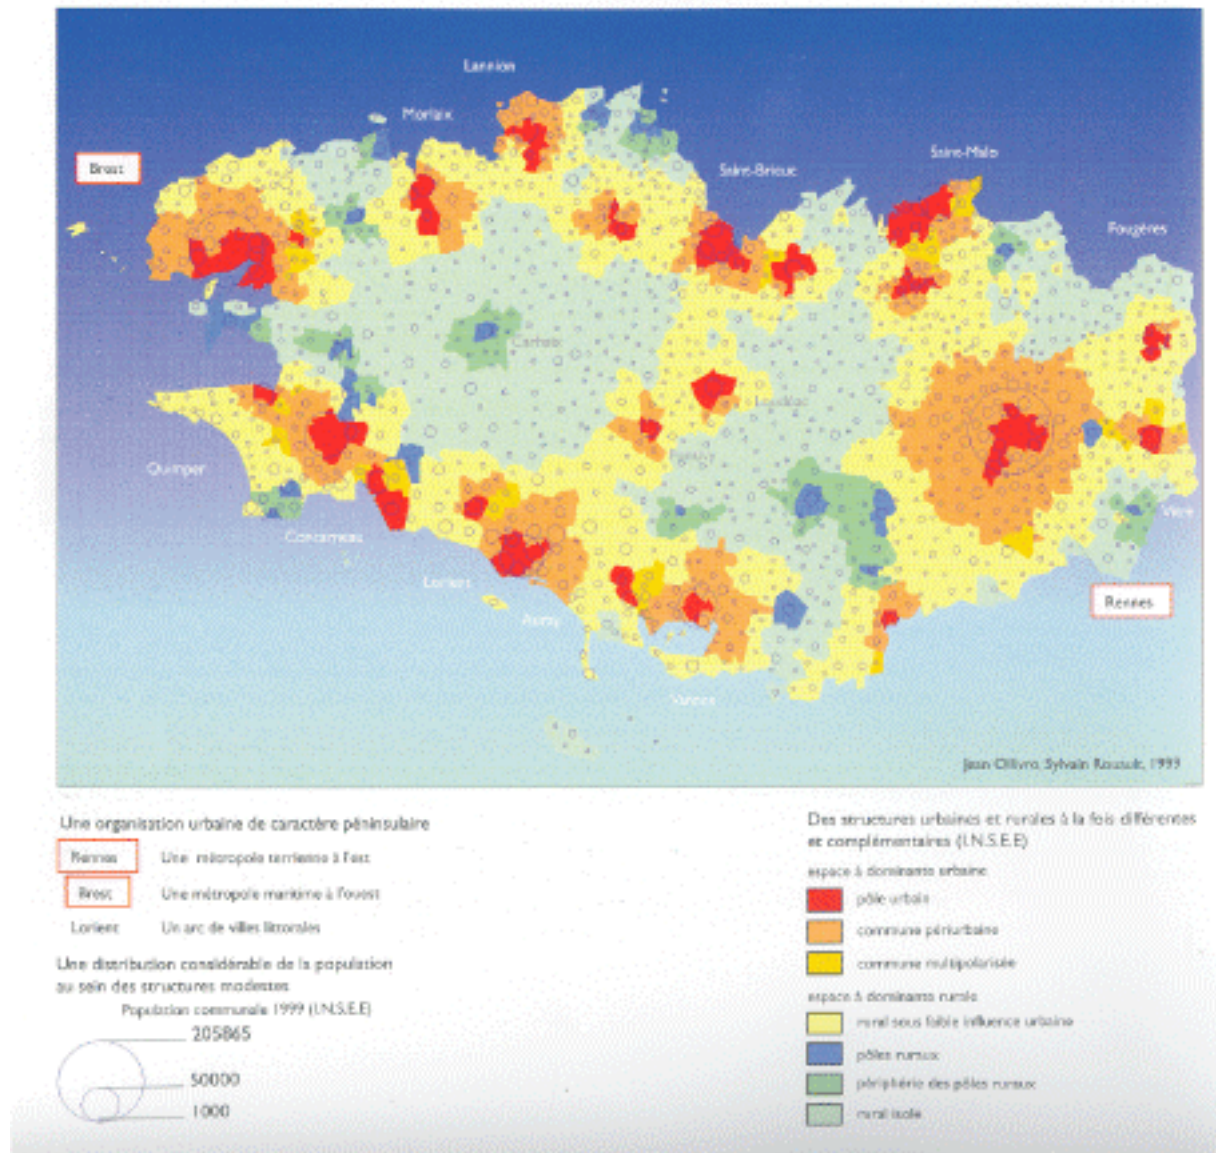 Lannion
Morlaix
Brest
Saint-Malo
Saint-Brieuc
Fougères
Carhaix
Loudéac
Pontivy
Quimper
Concarneau
Vitré
Lorient
Rennes
Auray
Vannes
Jean Ollivro, Sylvain Rouault, 1999
Une organisation urbaine de caractère péninsulaire
Rennes Une métropole terrienne à l'est
Brest Une métropole maritime à l'ouest
Lorient Un arc de villes littorales
Une distribution considérable de la population
au sein des structures modestes
Population communale 1999 (I.N.S.E.E)
205865
50000
1000
Des structures urbaines et rurales à la fois différentes
et complémentaires (I.N.S.E.E)
espace à dominante urbaine
pôle urbain
commune périurbaine
commune multipolarisée
espace à dominante rurale
rural sous faible influence urbaine
pôles ruraux
périphérie des pôles ruraux
rural isole